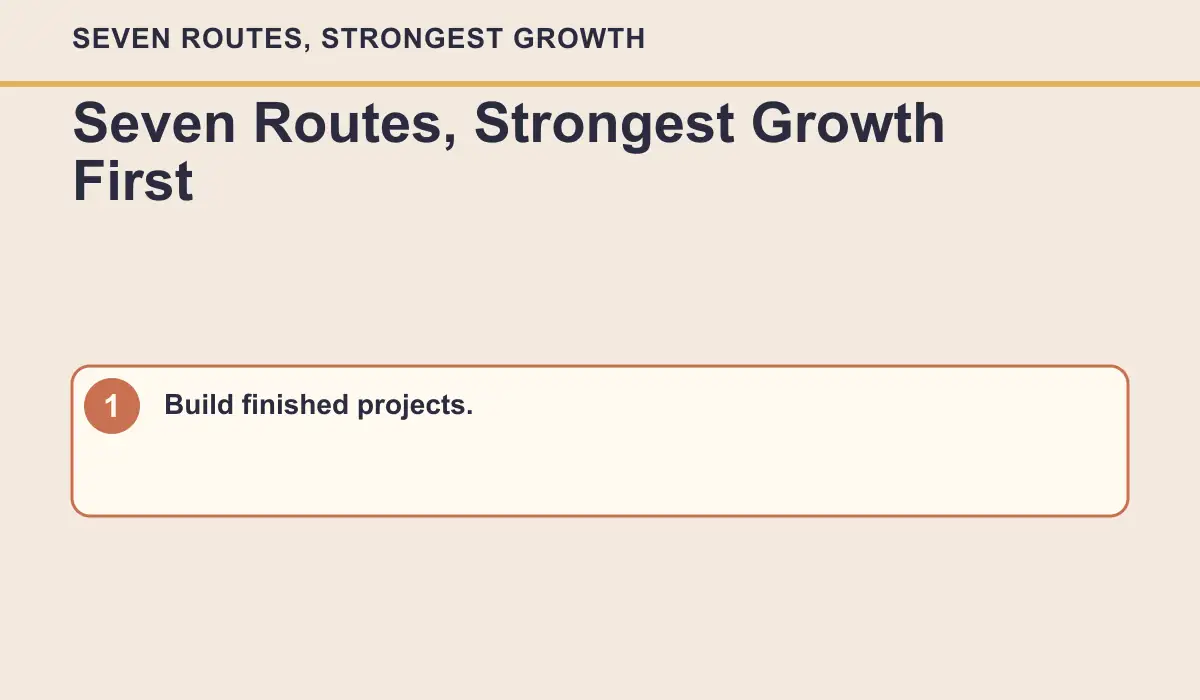 SEVEN ROUTES, STRONGEST GROWTH
Seven Routes, Strongest Growth
First
1
Build finished projects.